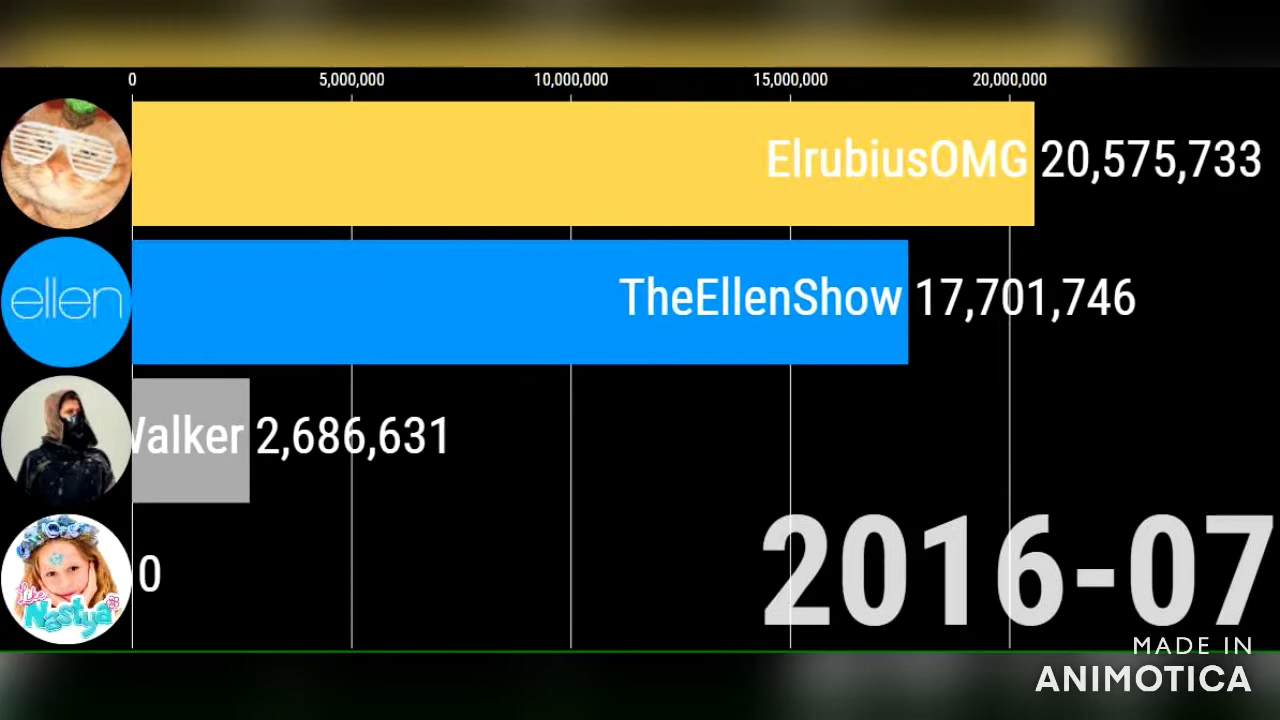 0 5,000,000 10,000,000 15,000,000 20,000,000
ElrubiusOMG 20,575,733
ellen
TheEllenShow 17,701,746
Walker 2,686,631
Like
Nastya
0
2016-07
MADE IN
ANIMOTICA